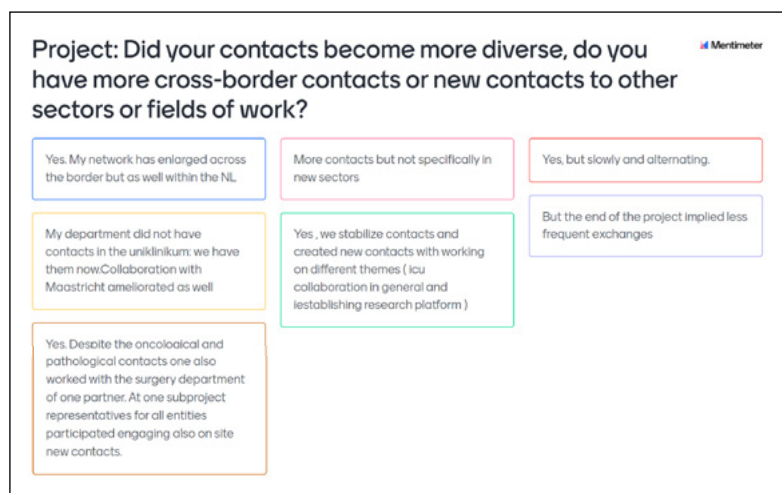 Project: Did your contacts become more diverse, do you
have more cross-border contacts or new contacts to other
sectors or fields of work?
Mentimeter
Yes. My network has enlarged across
the border but as well within the NL
My department did not have
contacts in the uniklinikum: we have
them now.Collaboration with
Maastricht ameliorated as well
Yes. Despite the oncological and
pathological contacts one also
worked with the surgery department
of one partner. At one subproject
representatives for all entities
participated engaging also on site
new contacts.
More contacts but not specifically in
new sectors
Yes , we stabilize contacts and
created new contacts with working
on different themes ( icu
collaboration in general and
iestablishing research platform )
Yes, but slowly and alternating.
But the end of the project implied less
frequent exchanges